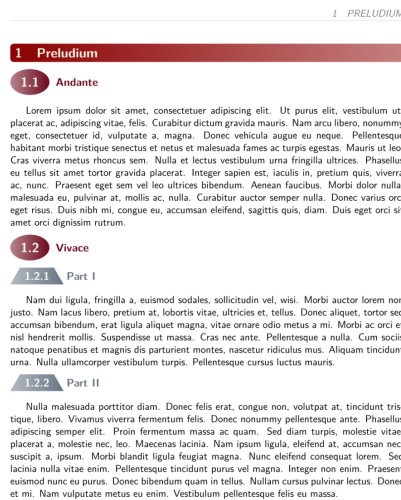 1 PRELUDIUM
1 Preludium
1.1 Andante
Lorem ipsum dolor sit amet, consectetuer adipiscing elit. Ut purus elit, vestibulum ut,
placerat ac, adipiscing vitae, felis. Curabitur dictum gravida mauris. Nam arcu libero, nonummy
eget, consectetuer id, vulputate a, magna. Donec vehicula augue eu neque. Pellentesque
habitant morbi tristique senectus et netus et malesuada fames ac turpis egestas. Mauris ut leo.
Cras viverra metus rhoncus sem. Nulla et lectus vestibulum urna fringilla ultrices. Phasellus
eu tellus sit amet tortor gravida placerat. Integer sapien est, iaculis in, pretium quis, viverra
ac, nunc. Praesent eget sem vel leo ultrices bibendum. Aenean faucibus. Morbi dolor nulla,
malesuada eu, pulvinar at, mollis ac, nulla. Curabitur auctor semper nulla. Donec varius orci
eget risus. Duis nibh mi, congue eu, accumsan eleifend, sagittis quis, diam. Duis eget orci sit
amet orci dignissim rutrum.
1.2 Vivace
1.2.1 Part I
Nam dui ligula, fringilla a, euismod sodales, sollicitudin vel, wisi. Morbi auctor lorem non
justo. Nam lacus libero, pretium at, lobortis vitae, ultricies et, tellus. Donec aliquet, tortor sed
accumsan bibendum, erat ligula aliquet magna, vitae ornare odio metus a mi. Morbi ac orci et
nisl hendrerit mollis. Suspendisse ut massa. Cras nec ante. Pellentesque a nulla. Cum sociis
natoque penatibus et magnis dis parturient montes, nascetur ridiculus mus. Aliquam tincidunt
urna. Nulla ullamcorper vestibulum turpis. Pellentesque cursus luctus mauris.
1.2.2 Part II
Nulla malesuada porttitor diam. Donec felis erat, congue non, volutpat at, tincidunt tris-
tique, libero. Vivamus viverra fermentum felis. Donec nonummy pellentesque ante. Phasellus
adipiscing semper elit. Proin fermentum massa ac quam. Sed diam turpis, molestie vitae,
placerat a, molestie nec, leo. Maecenas lacinia. Nam ipsum ligula, eleifend at, accumsan nec,
suscipit a, ipsum. Morbi blandit ligula feugiat magna. Nunc eleifend consequat lorem. Sed
lacinia nulla vitae enim. Pellentesque tincidunt purus vel magna. Integer non enim. Praesent
euismod nunc eu purus. Donec bibendum quam in tellus. Nullam cursus pulvinar lectus. Donec
et mi. Nam vulputate metus eu enim. Vestibulum pellentesque felis eu massa.